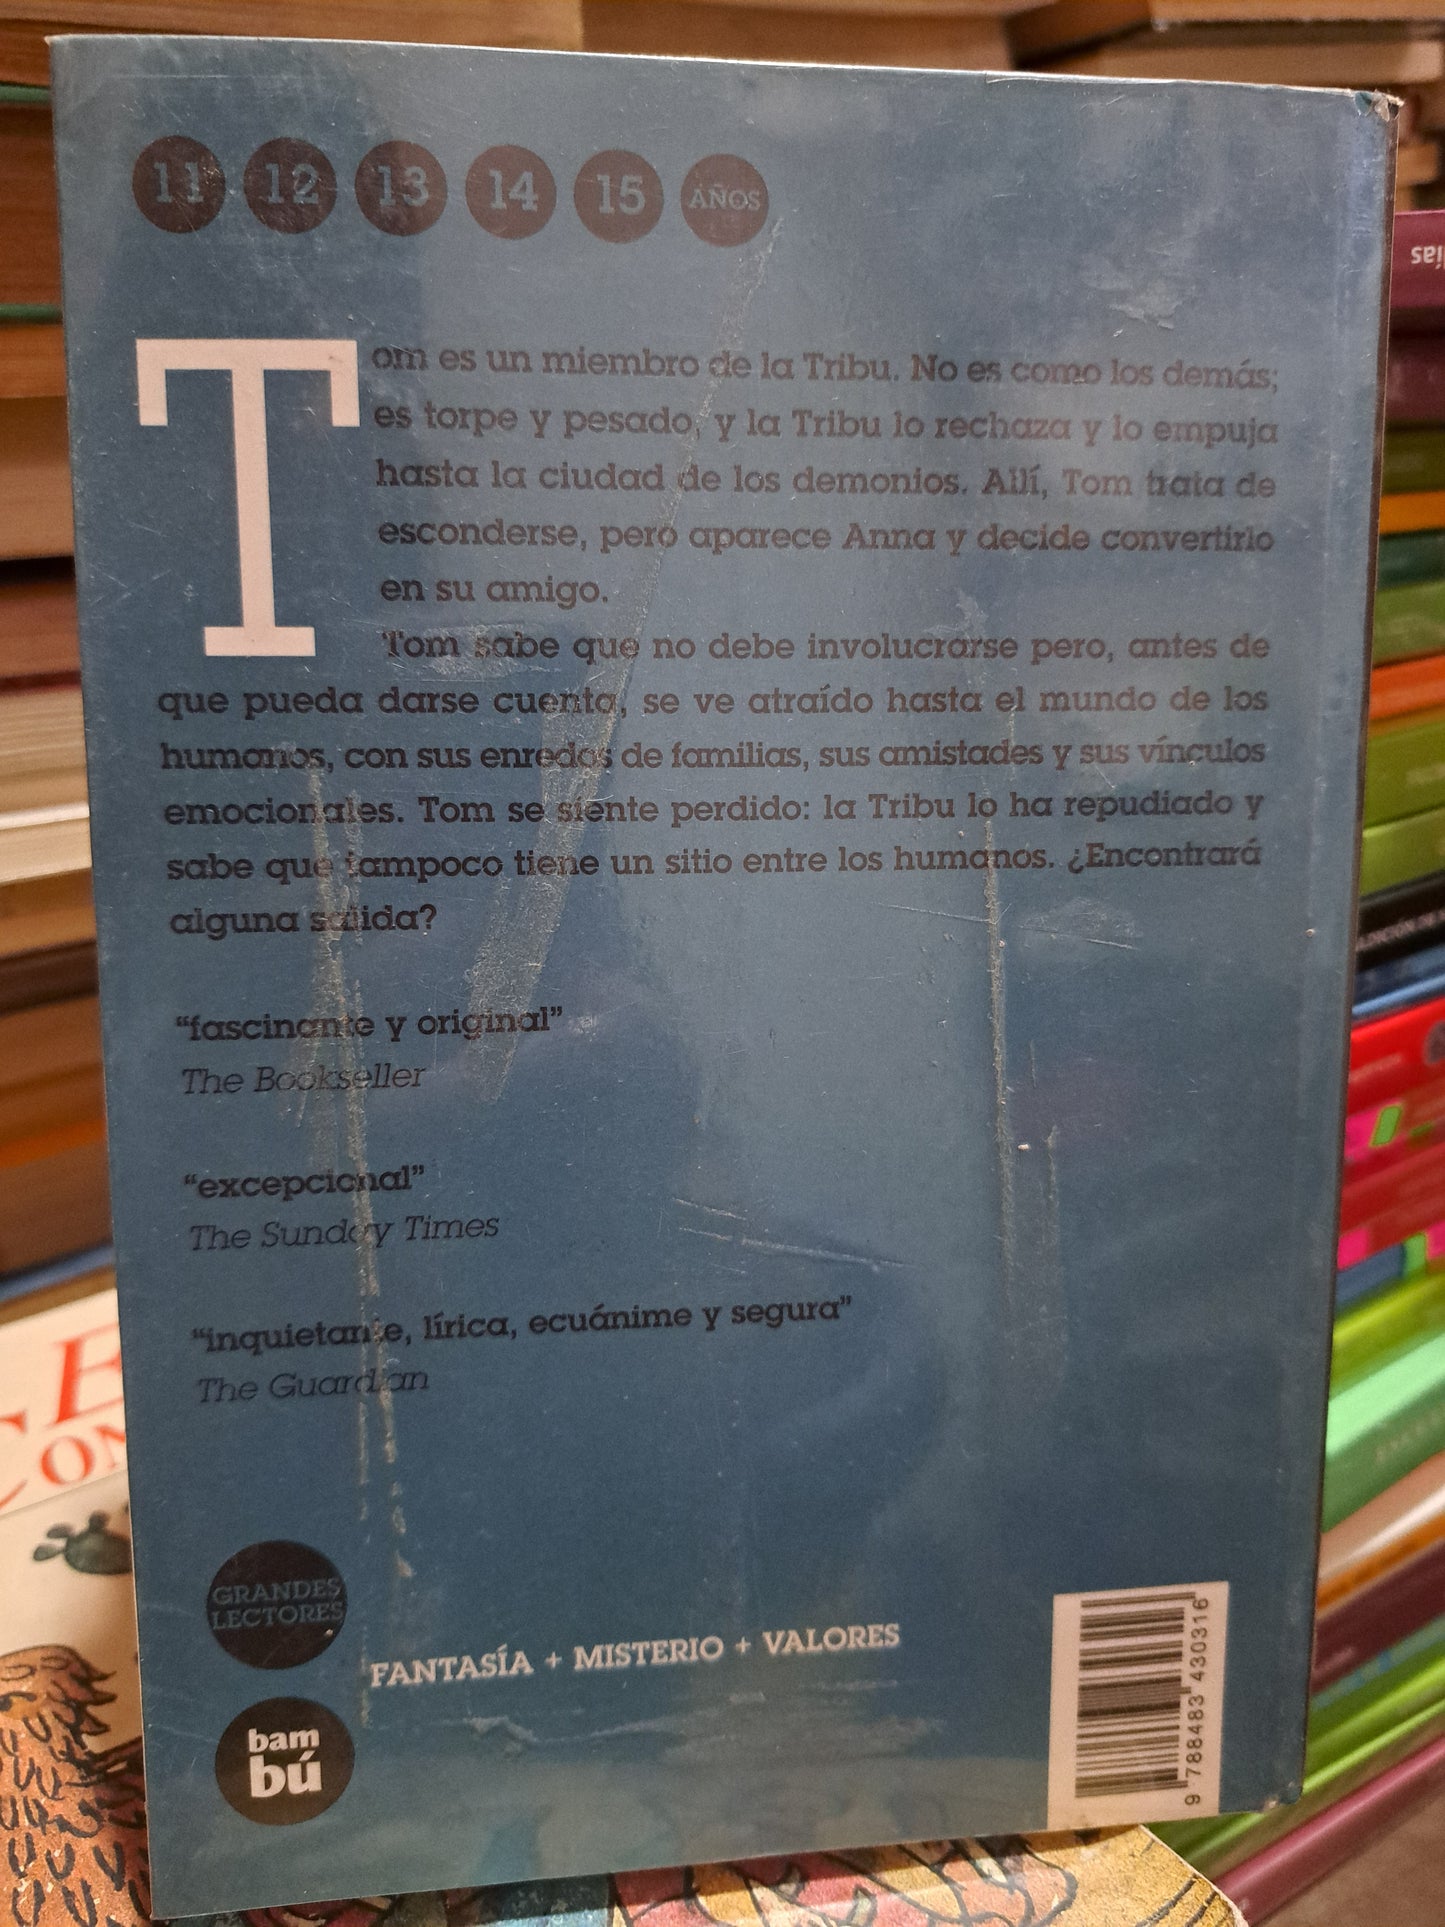 11 12 13 14 15 AÑOS
Tom es un miembro de la Tribu. No es como los demás;
es torpe y pesado, y la Tribu lo rechaza y lo empuja
hasta la ciudad de los demonios. Allí, Tom trata de
esconderse, pero aparece Anna y decide convertirlo
en su amigo.
Tom sabe que no debe involucrarse pero, antes de
que pueda darse cuenta, se ve atraído hasta el mundo de los
humanos, con sus enredos de familias, sus amistades y sus vínculos
emocionales. Tom se siente perdido: la Tribu lo ha repudiado y
sabe que tampoco tiene un sitio entre los humanos. ¿Encontrará
alguna salida?
“fascinante y original”
The Bookseller
“excepcional”
The Sunday Times
“inquietante, lírica, ecuánime y segura”
The Guardian
GRANDES
LECTORES
FANTASÍA + MISTERIO + VALORES
bam
bú
9 788483 430316